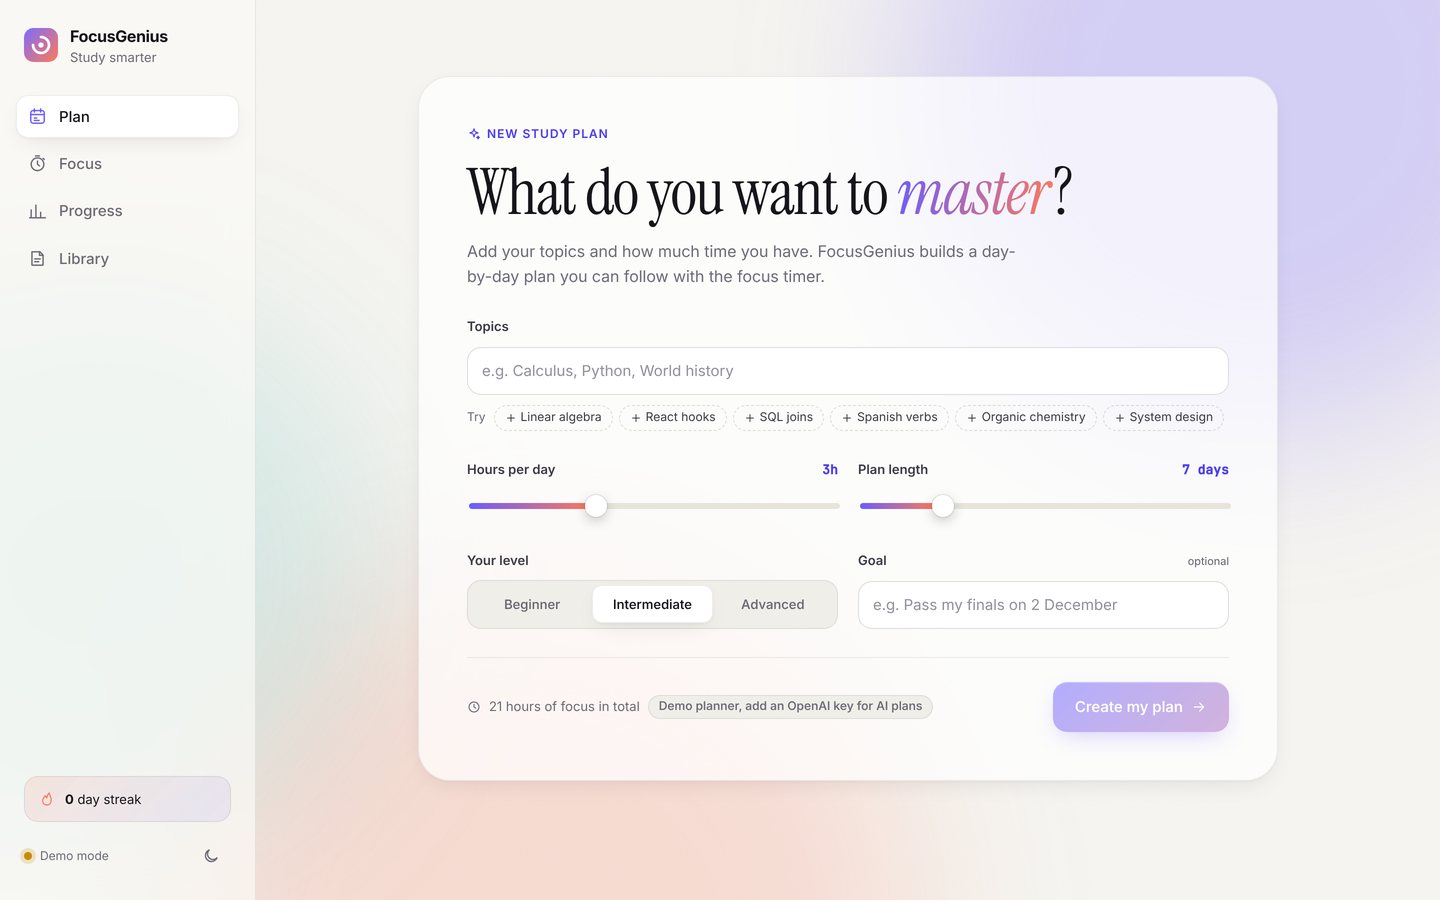 FocusGenius
Study smarter
Plan
Focus
Progress
Library
0 day streak
Demo mode
NEW STUDY PLAN
What do you want to master?
Add your topics and how much time you have. FocusGenius builds a day-
by-day plan you can follow with the focus timer.
Topics
e.g. Calculus, Python, World history
Try + Linear algebra + React hooks + SQL joins + Spanish verbs + Organic chemistry + System design
Hours per day 3h
Plan length 7 days
Your level
Beginner Intermediate Advanced
Goal optional
e.g. Pass my finals on 2 December
21 hours of focus in total Demo planner, add an OpenAI key for AI plans
Create my plan →